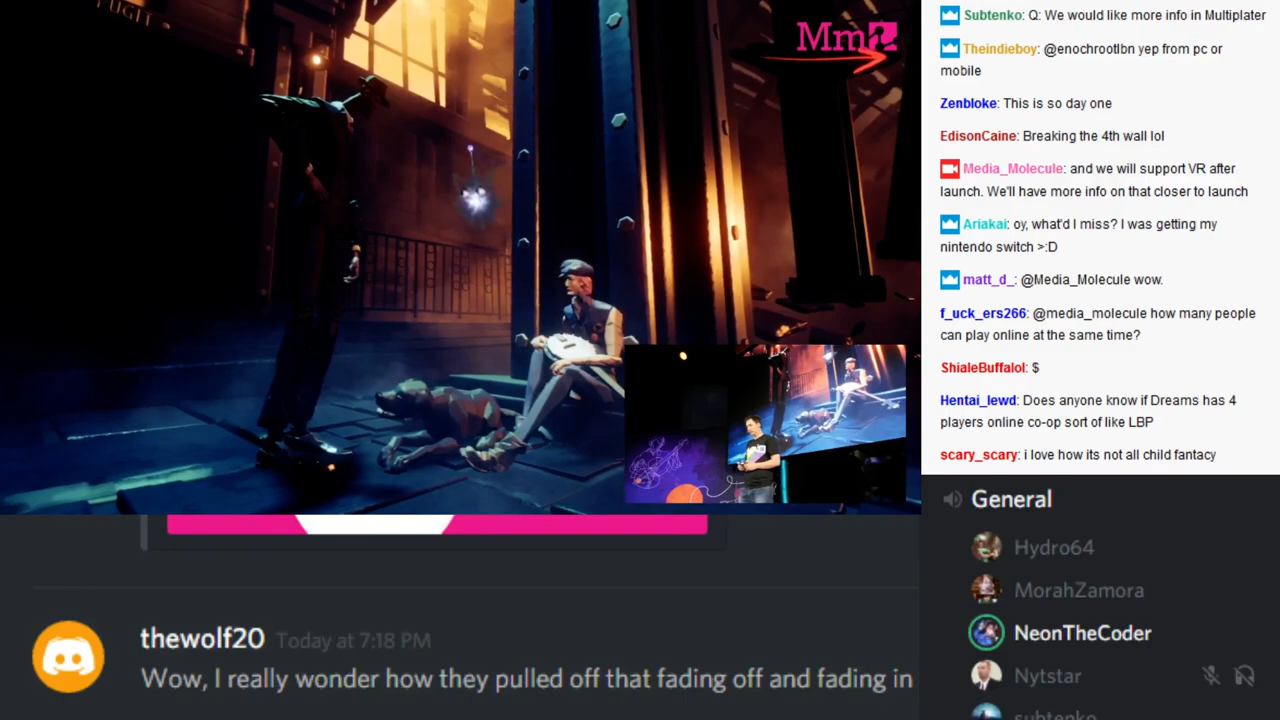 FUGIT
Mm
Subtenko: Q: We would like more info in Multiplater
Theindieboy: @enochrootlbn yep from pc or
mobile
Zenbloke: This is so day one
EdisonCaine: Breaking the 4th wall lol
Media_Molecule: and we will support VR after
launch. We'll have more info on that closer to launch
Ariakai: oy, what'd I miss? I was getting my
nintendo switch >:D
matt_d_: @Media_Molecule wow.
f_uck_ers266: @media_molecule how many people
can play online at the same time?
ShialeBuffalol: $
Hentai_lewd: Does anyone know if Dreams has 4
players online co-op sort of like LBP
scary_scary: i love how its not all child fantacy
General
Hydro64
MorahZamora
NeonTheCoder
Nytstar
subtenko
thewolf20 Today at 7:18 PM
Wow, I really wonder how they pulled off that fading off and fading in